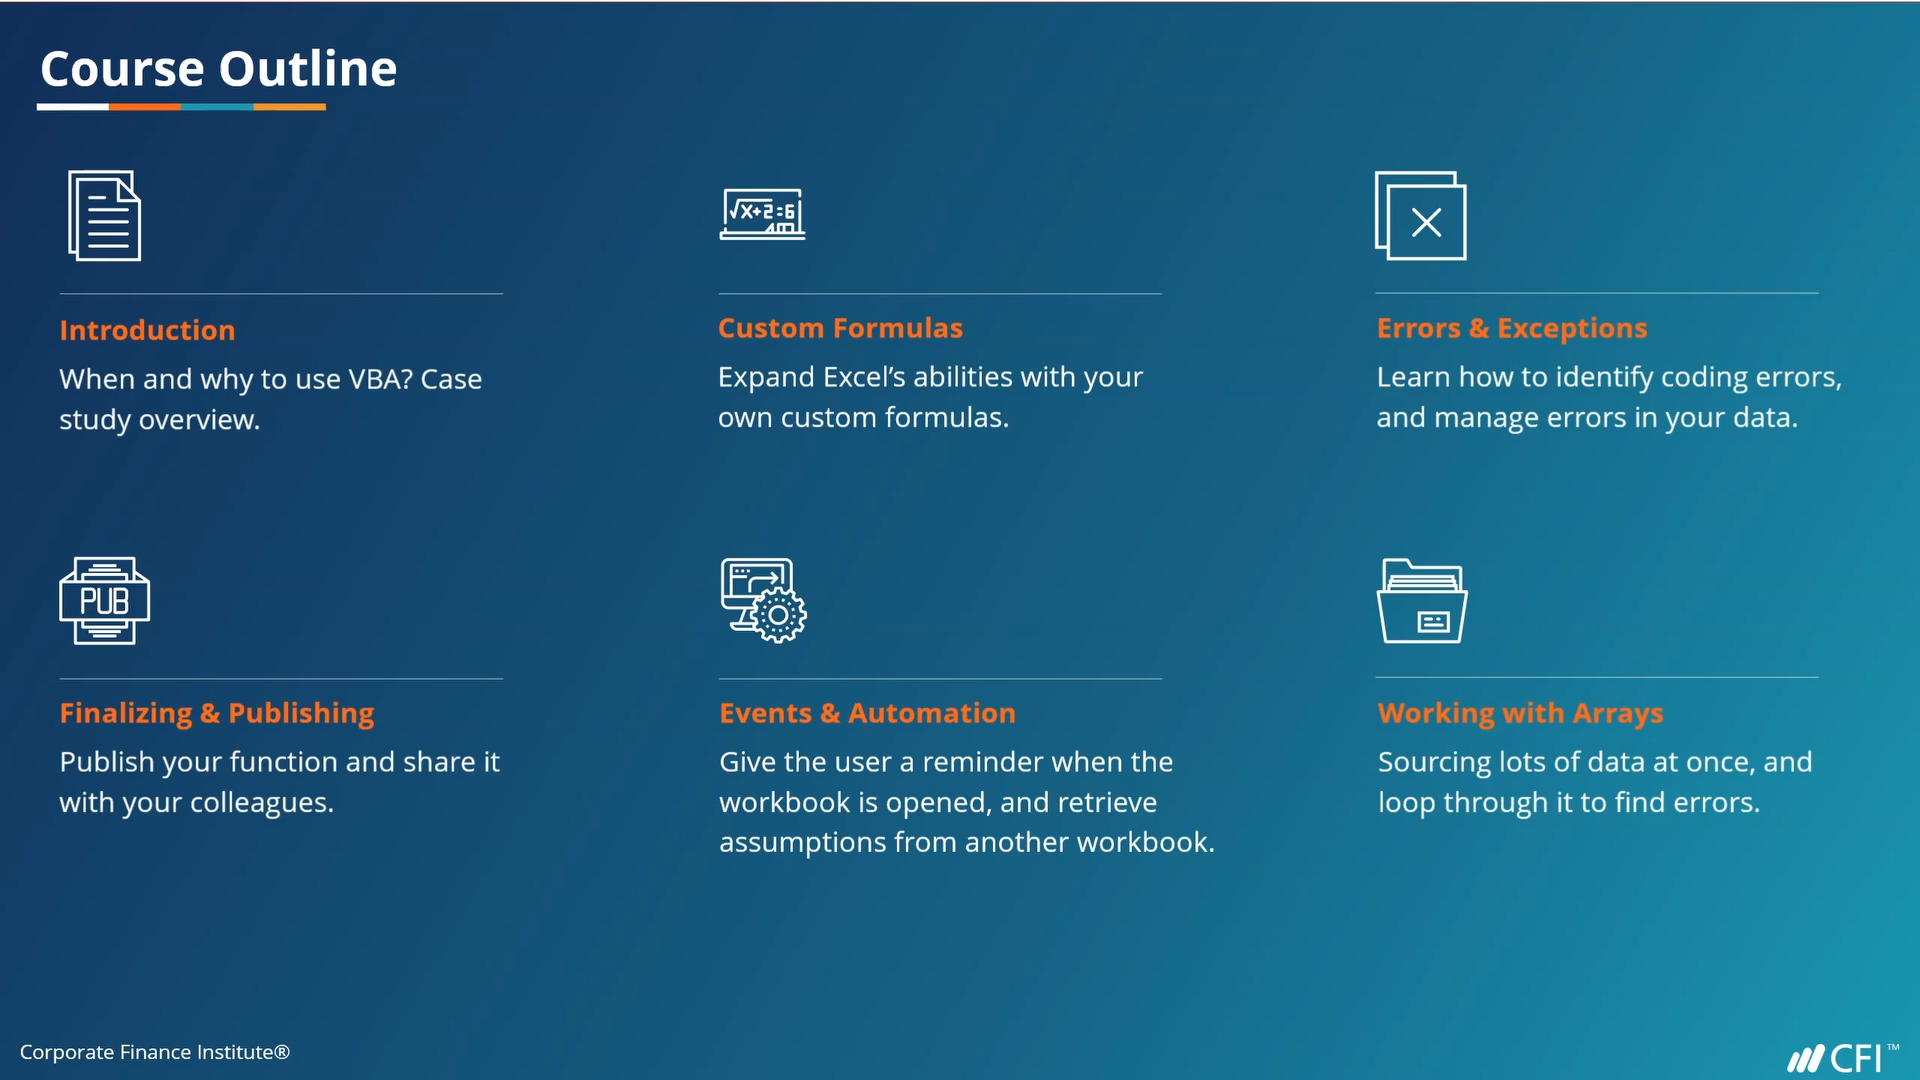 Course Outline
√x+2=6
Introduction
When and why to use VBA? Case
study overview.
Custom Formulas
Expand Excel’s abilities with your
own custom formulas.
Errors & Exceptions
Learn how to identify coding errors,
and manage errors in your data.
PUB
Finalizing & Publishing
Publish your function and share it
with your colleagues.
Events & Automation
Give the user a reminder when the
workbook is opened, and retrieve
assumptions from another workbook.
Working with Arrays
Sourcing lots of data at once, and
loop through it to find errors.
Corporate Finance Institute®
CFI™